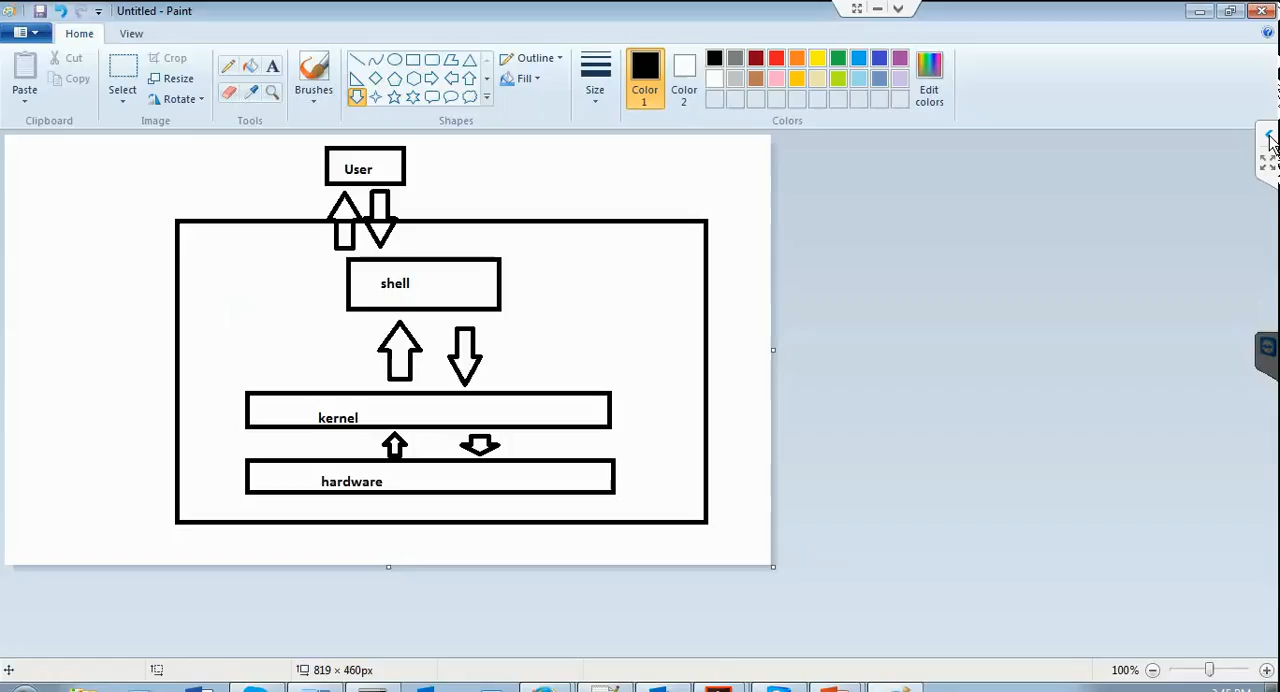 Untitled - Paint
Home View
Paste
Cut
Copy
Clipboard
Select
Crop
Resize
Rotate
Image
A
Tools
Brushes
Shapes
Outline
Fill
Size
Color 1
Color 2
Edit colors
Colors
User
shell
kernel
hardware
819 × 460px
100%